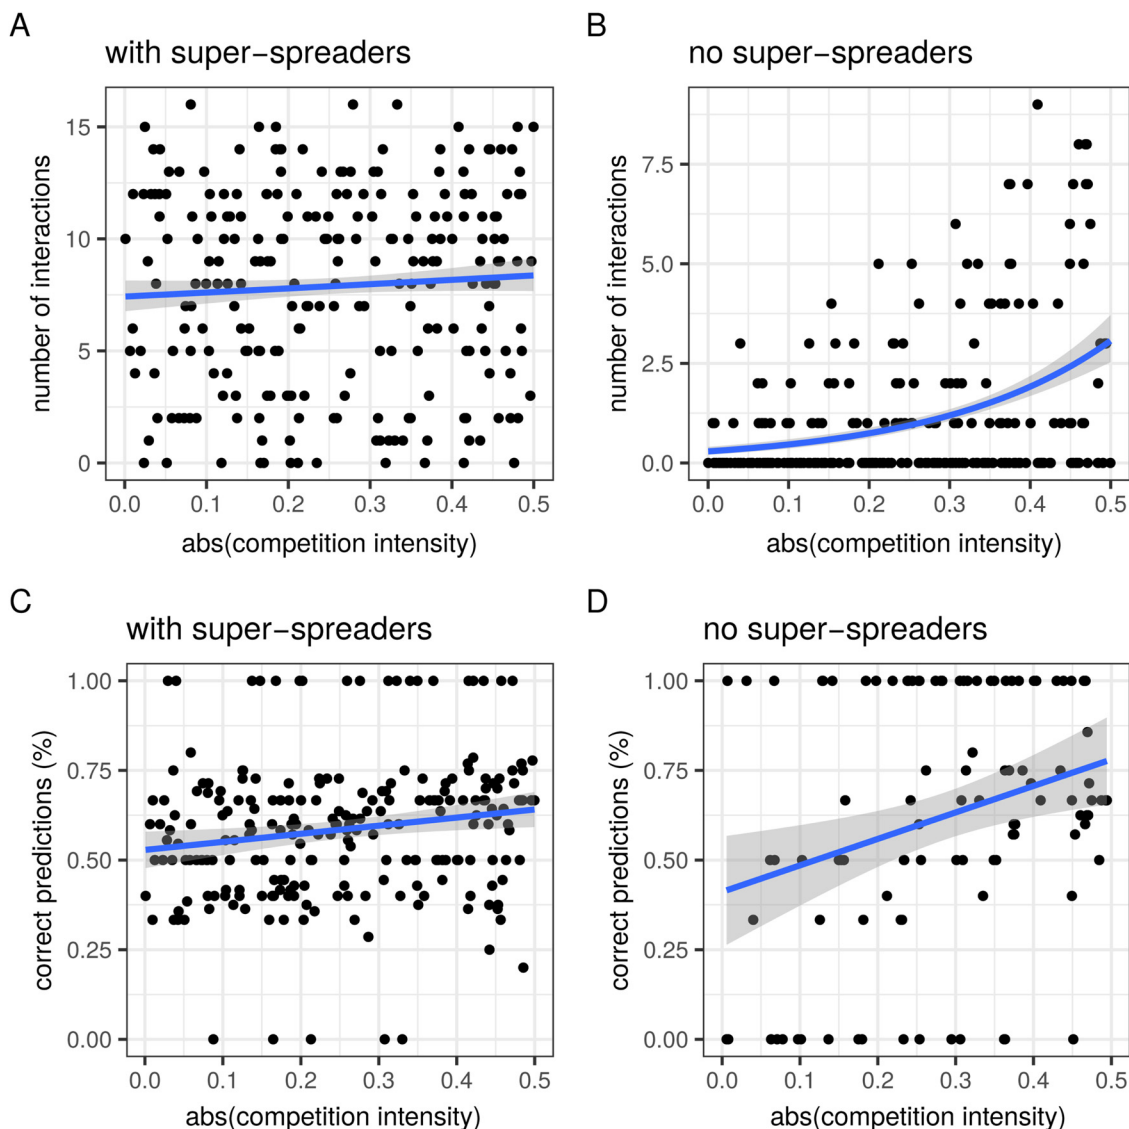 A
with super−spreaders
number of interactions
15
10
5
0
0.0 0.1 0.2 0.3 0.4 0.5
abs(competition intensity)
B
no super−spreaders
number of interactions
7.5
5.0
2.5
0.0
0.0 0.1 0.2 0.3 0.4 0.5
abs(competition intensity)
C
with super−spreaders
correct predictions (%)
1.00
0.75
0.50
0.25
0.00
0.0 0.1 0.2 0.3 0.4 0.5
abs(competition intensity)
D
no super−spreaders
correct predictions (%)
1.00
0.75
0.50
0.25
0.00
0.0 0.1 0.2 0.3 0.4 0.5
abs(competition intensity)